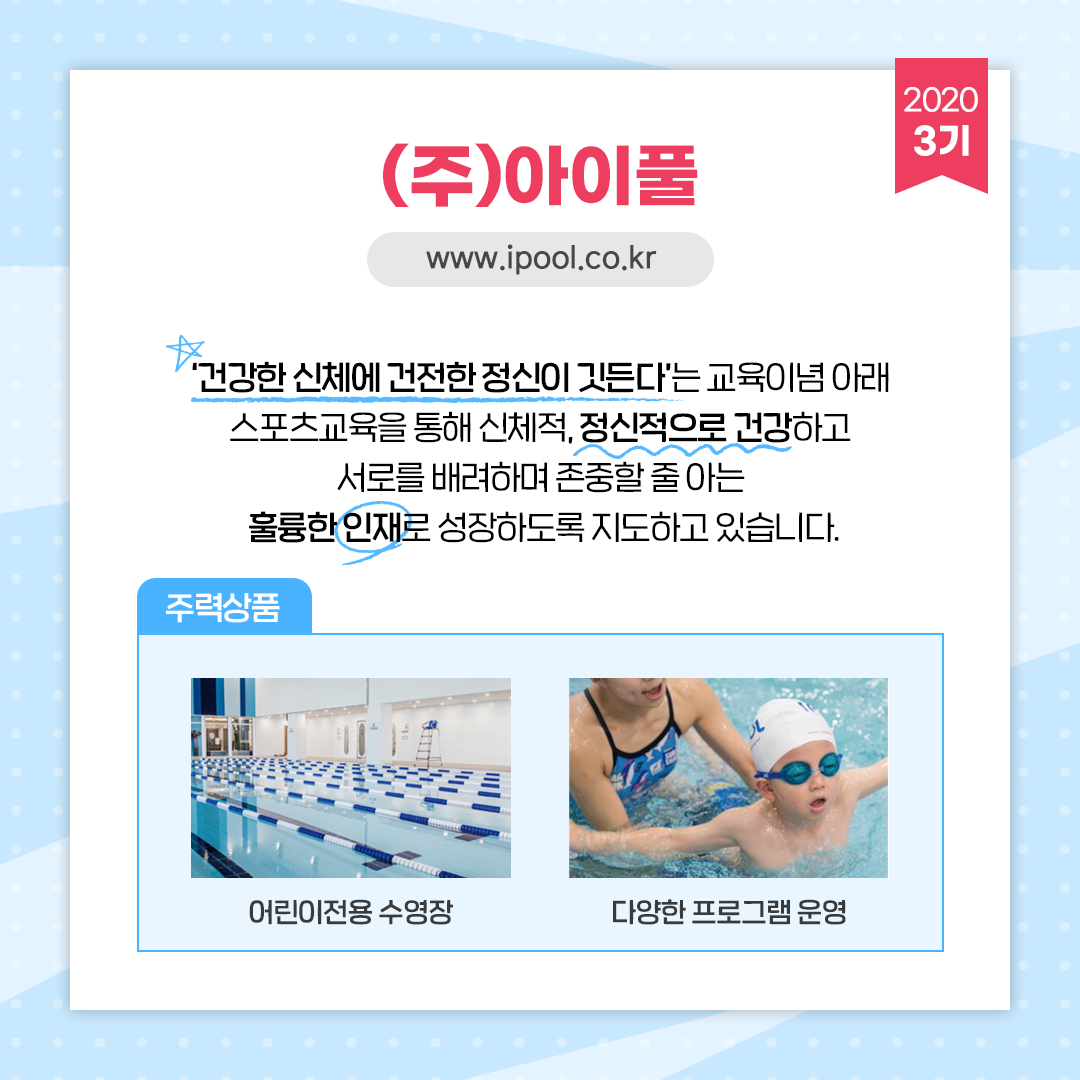 2020
3기
(주)아이풀
www.ipool.co.kr
‘건강한 신체에 건전한 정신이 깃든다’는 교육이념 아래
스포츠교육을 통해 신체적, 정신적으로 건강하고
서로를 배려하며 존중할 줄 아는
훌륭한 인재로 성장하도록 지도하고 있습니다.
주력상품
어린이전용 수영장
다양한 프로그램 운영